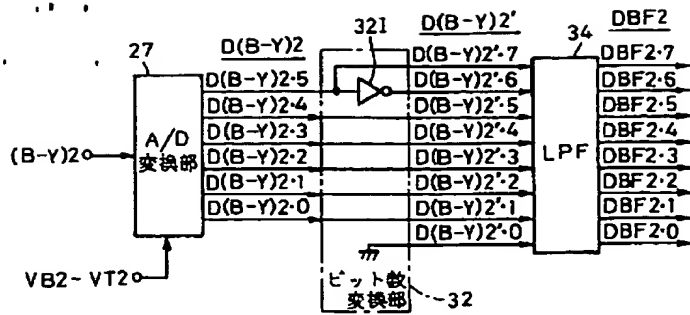 27
D(B-Y)2
32I
D(B-Y)2'
34
DBF2
D(B-Y)2·5
D(B-Y)2·4
D(B-Y)2·3
D(B-Y)2·2
D(B-Y)2·1
D(B-Y)2·0
(B-Y)2
A/D
変換部
VB2~VT2
D(B-Y)2'·7
D(B-Y)2'·6
D(B-Y)2'·5
D(B-Y)2'·4
D(B-Y)2'·3
D(B-Y)2'·2
D(B-Y)2'·1
D(B-Y)2'·0
ビット数
変換部
32
LPF
DBF2·7
DBF2·6
DBF2·5
DBF2·4
DBF2·3
DBF2·2
DBF2·1
DBF2·0